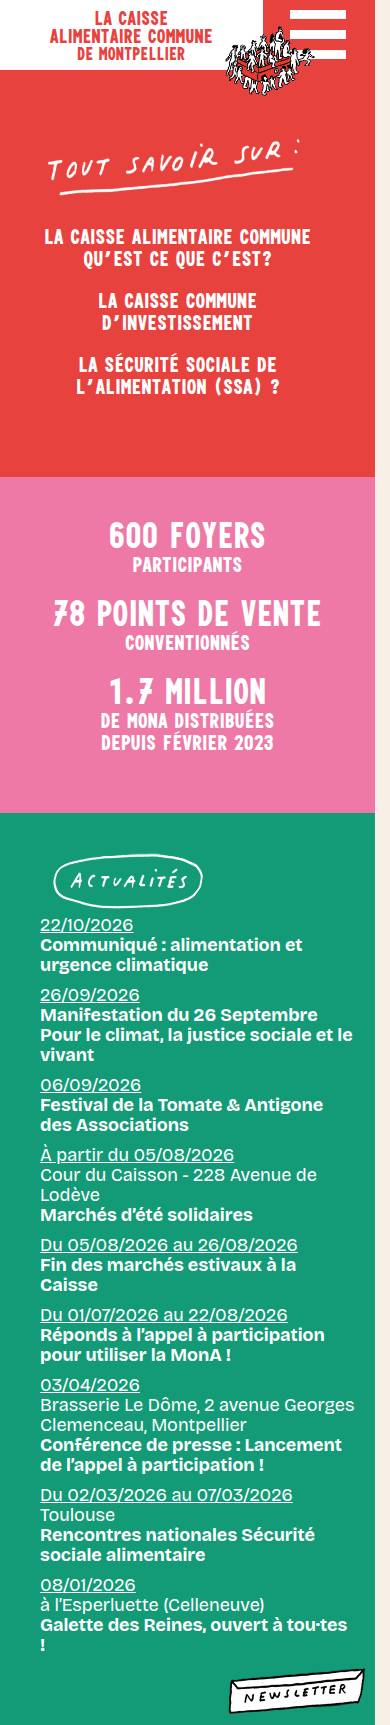 LA CAISSE
ALIMENTAIRE COMMUNE
DE MONTPELLIER
TOUT SAVOIR SUR :
LA CAISSE ALIMENTAIRE COMMUNE
QU'EST CE QUE C'EST?
LA CAISSE COMMUNE
D'INVESTISSEMENT
LA SÉCURITÉ SOCIALE DE
L'ALIMENTATION (SSA) ?
600 FOYERS
PARTICIPANTS
78 POINTS DE VENTE
CONVENTIONNÉS
1.7 MILLION
DE MONA DISTRIBUÉES
DEPUIS FÉVRIER 2023
ACTUALITÉS
22/10/2026
Communiqué : alimentation et
urgence climatique
26/09/2026
Manifestation du 26 Septembre
Pour le climat, la justice sociale et le
vivant
06/09/2026
Festival de la Tomate & Antigone
des Associations
À partir du 05/08/2026
Cour du Caisson - 228 Avenue de
Lodève
Marchés d'été solidaires
Du 05/08/2026 au 26/08/2026
Fin des marchés estivaux à la
Caisse
Du 01/07/2026 au 22/08/2026
Réponds à l'appel à participation
pour utiliser la MonA !
03/04/2026
Brasserie Le Dôme, 2 avenue Georges
Clemenceau, Montpellier
Conférence de presse : Lancement
de l'appel à participation !
Du 02/03/2026 au 07/03/2026
Toulouse
Rencontres nationales Sécurité
sociale alimentaire
08/01/2026
à l'Esperluette (Celleneuve)
Galette des Reines, ouvert à tou·tes
!
NEWSLETTER